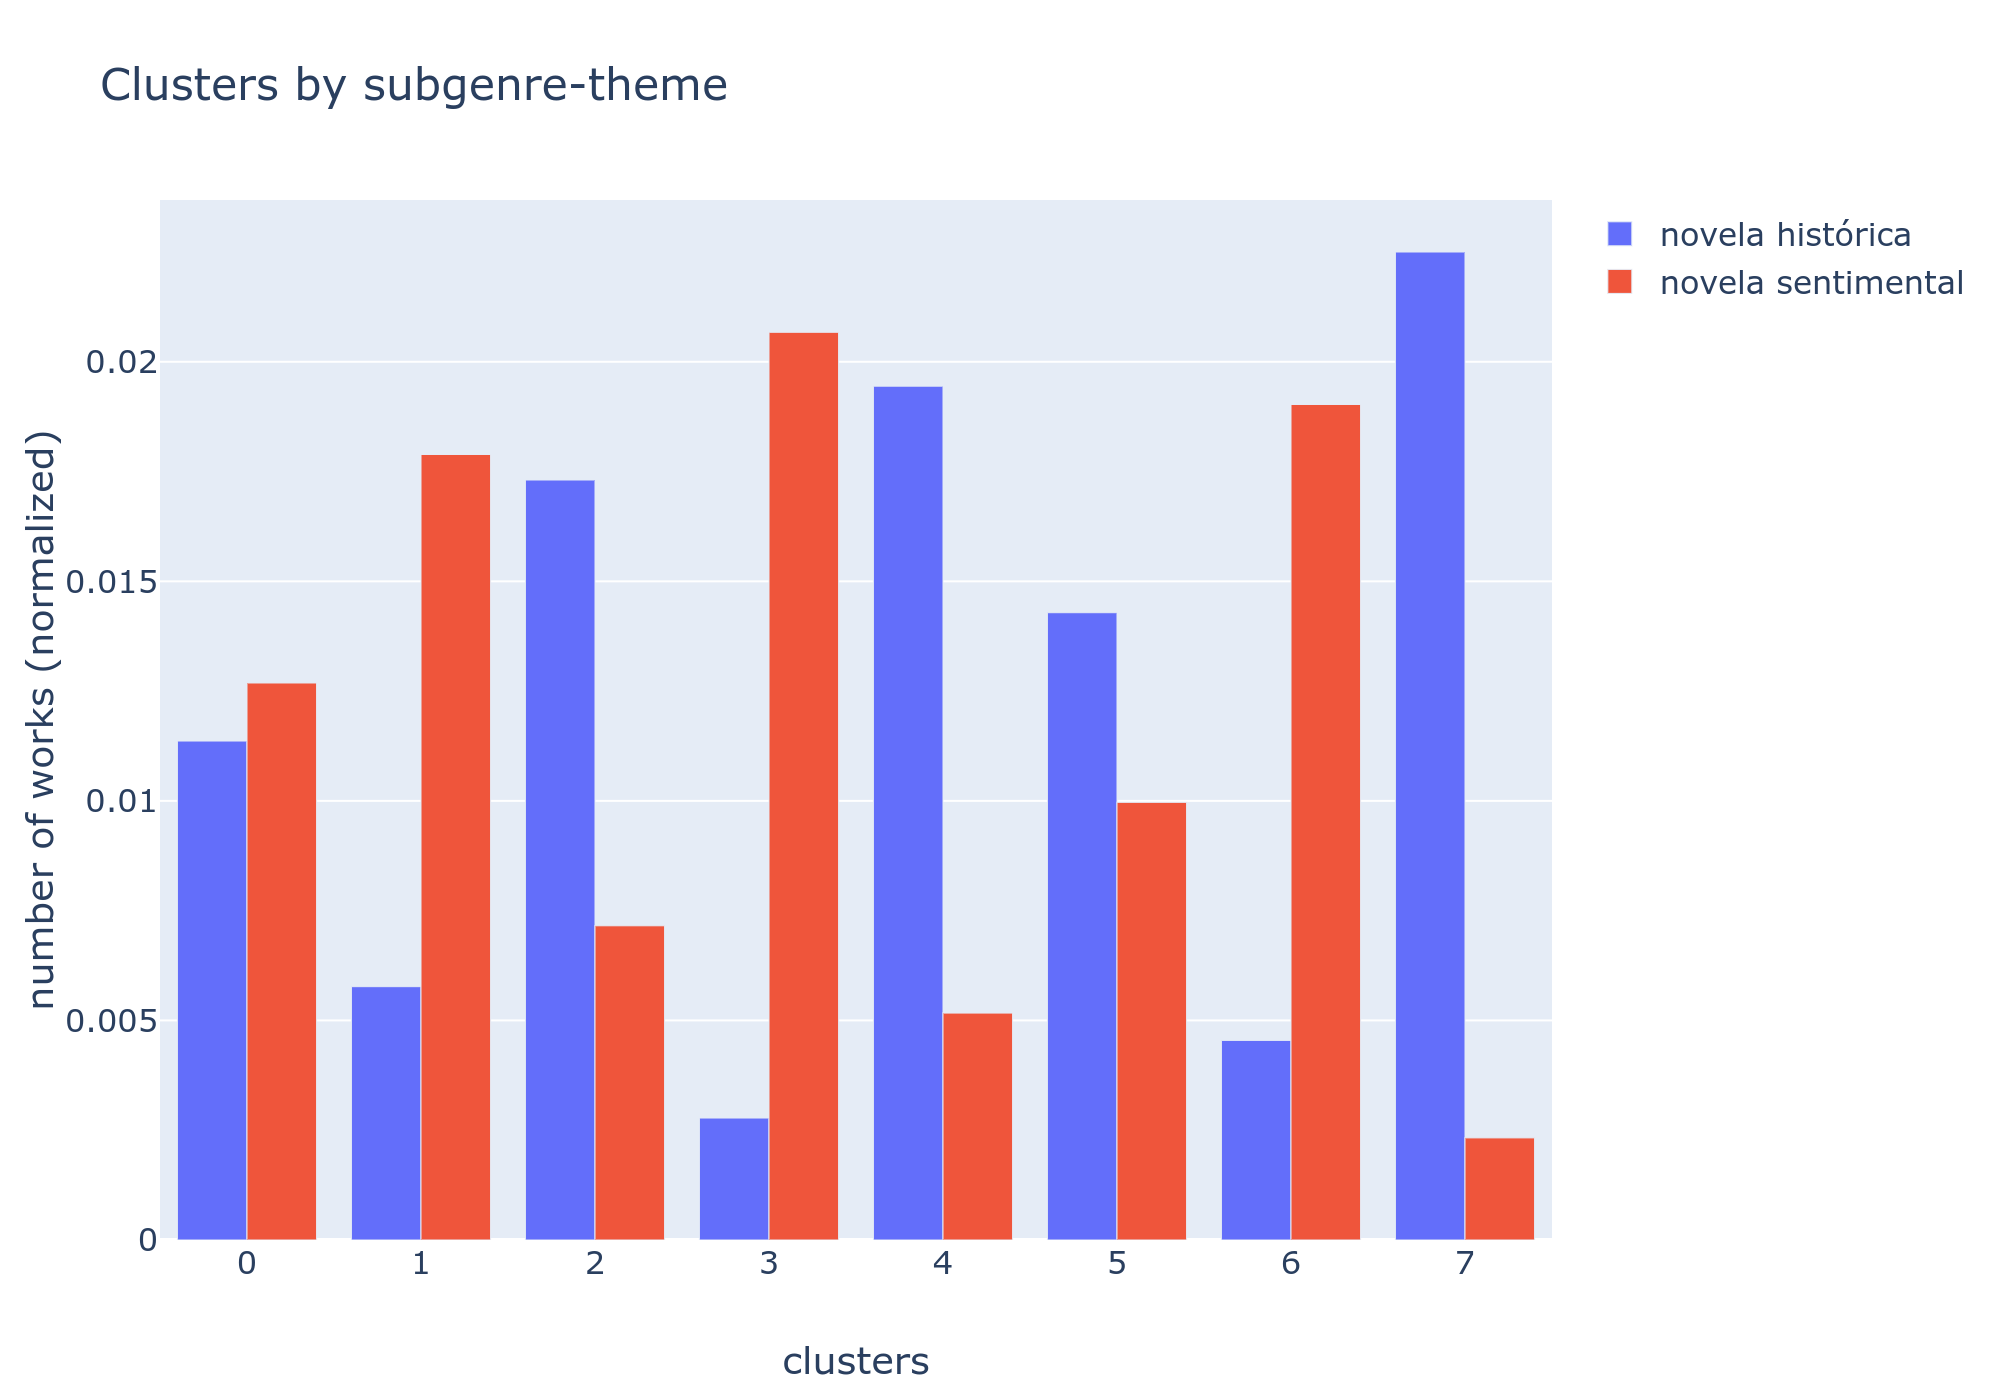 Clusters by subgenre-theme
novela histórica
novela sentimental
number of works (normalized)
0.02
0.015
0.01
0.005
0
0 1 2 3 4 5 6 7
clusters